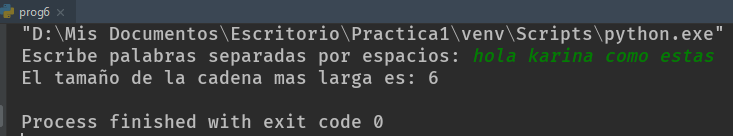 prog6 ×
"D:\Mis Documentos\Escritorio\Practica1\venv\Scripts\python.exe"
Escribe palabras separadas por espacios: hola karina como estas
El tamaño de la cadena mas larga es: 6
Process finished with exit code 0